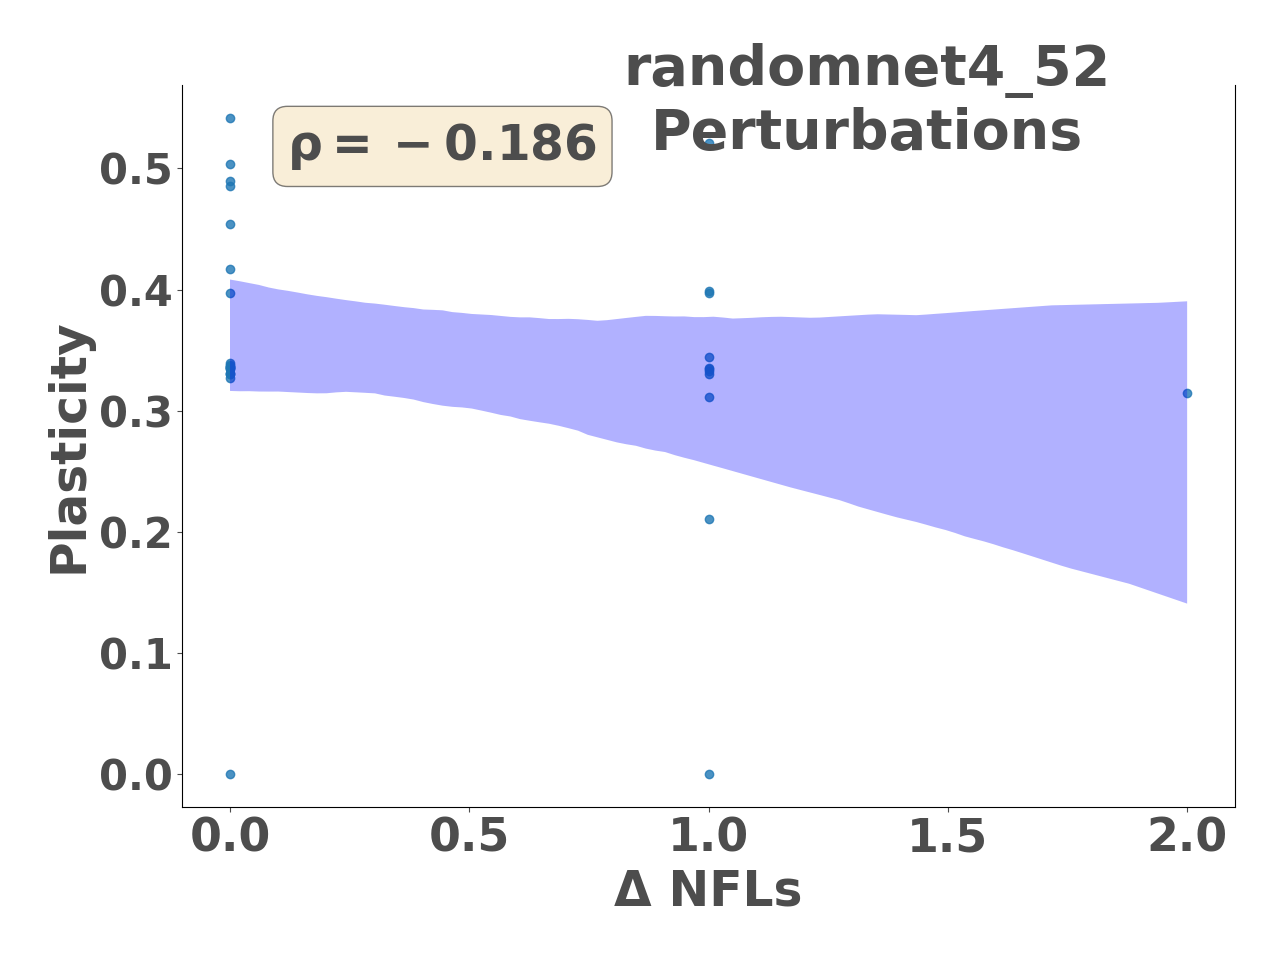 randomnet4_52
Perturbations
ρ = − 0.186
Plasticity
0.5
0.4
0.3
0.2
0.1
0.0
0.0 0.5 1.0 1.5 2.0
Δ NFLs